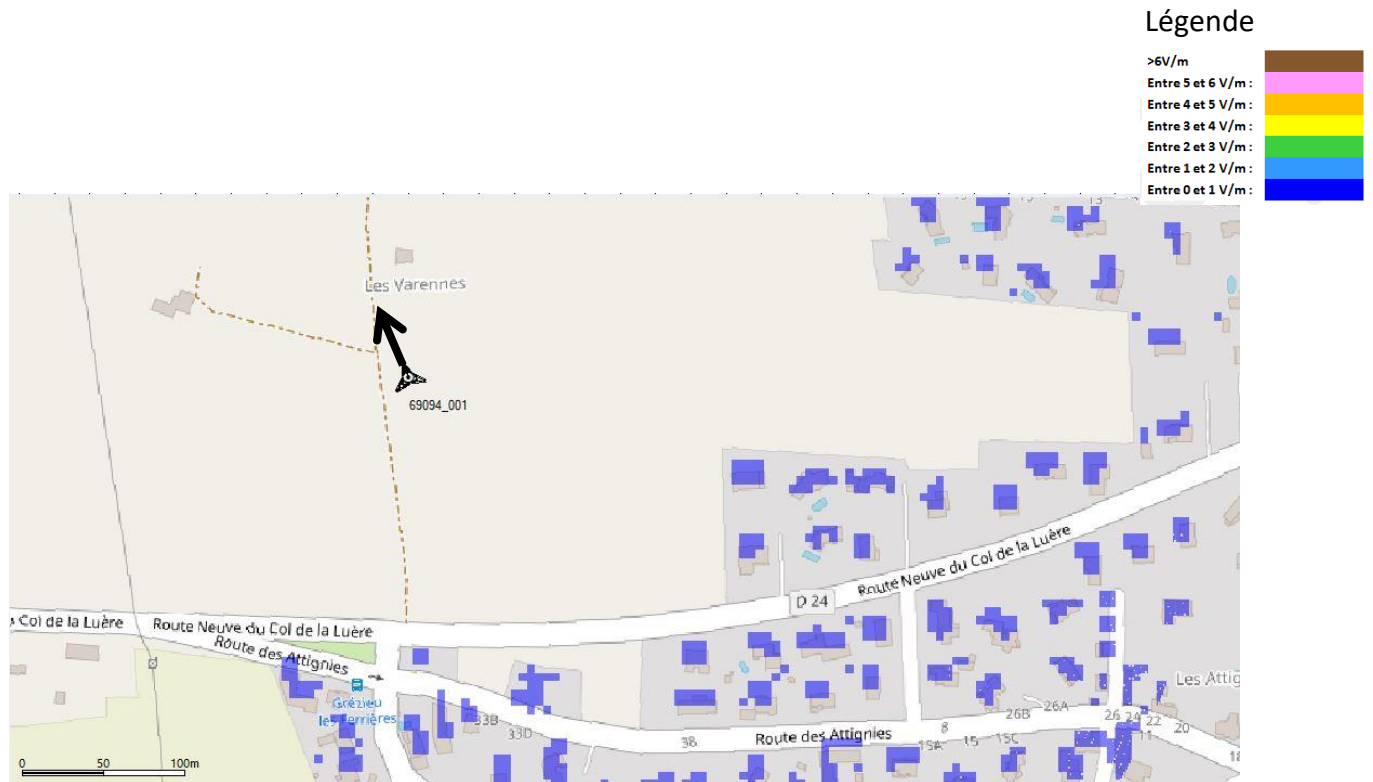 Légende
>6V/m
Entre 5 et 6 V/m :
Entre 4 et 5 V/m :
Entre 3 et 4 V/m :
Entre 2 et 3 V/m :
Entre 1 et 2 V/m :
Entre 0 et 1 V/m :
13
Les Varennes
69094_001
Route Neuve du Col de la Luère
D 24
Col de la Luère
Route Neuve du Col de la Luère
Route des Attignies
Les Attig
Grézieu
les Ferrières
33B
33D
38
Route des Attignies
8
15A
15
15C
26B
26A
26
24
22
20
11
18
0
50
100m